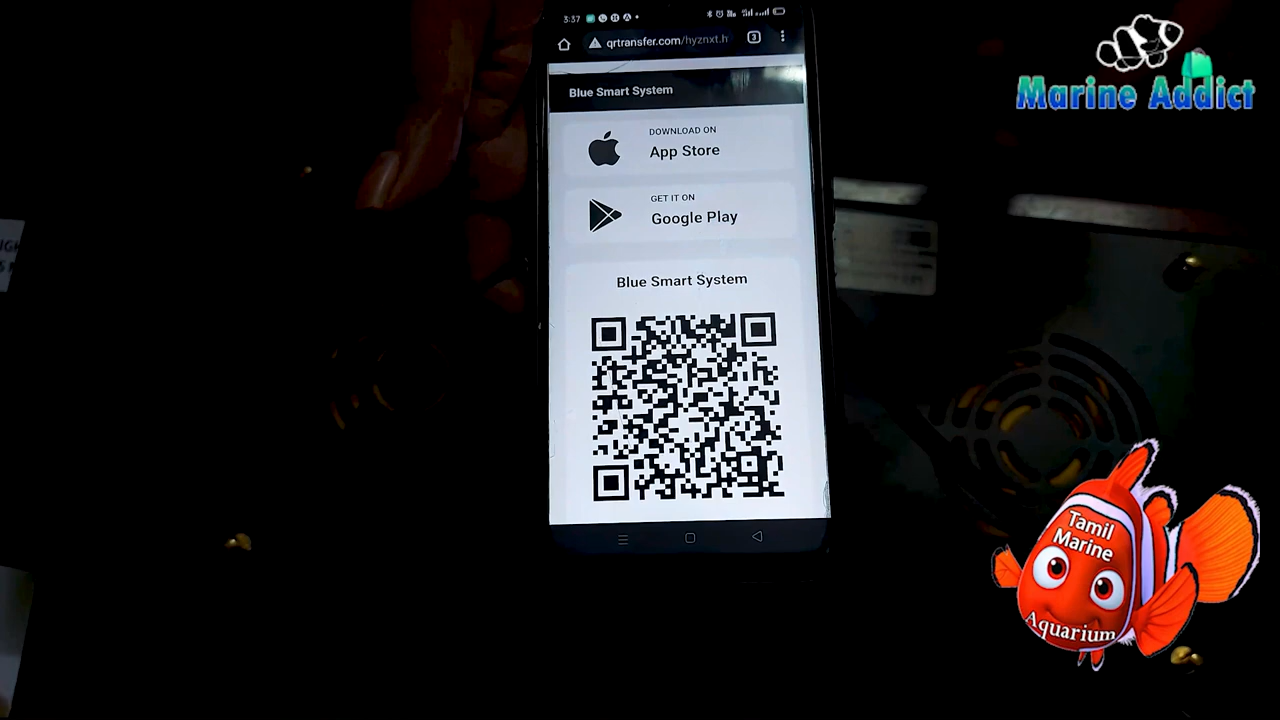 3:37
qrtransfer.com/hyznxt.h
3
Blue Smart System
DOWNLOAD ON
App Store
GET IT ON
Google Play
Blue Smart System
Marine Addict
Tamil
Marine
Aquarium